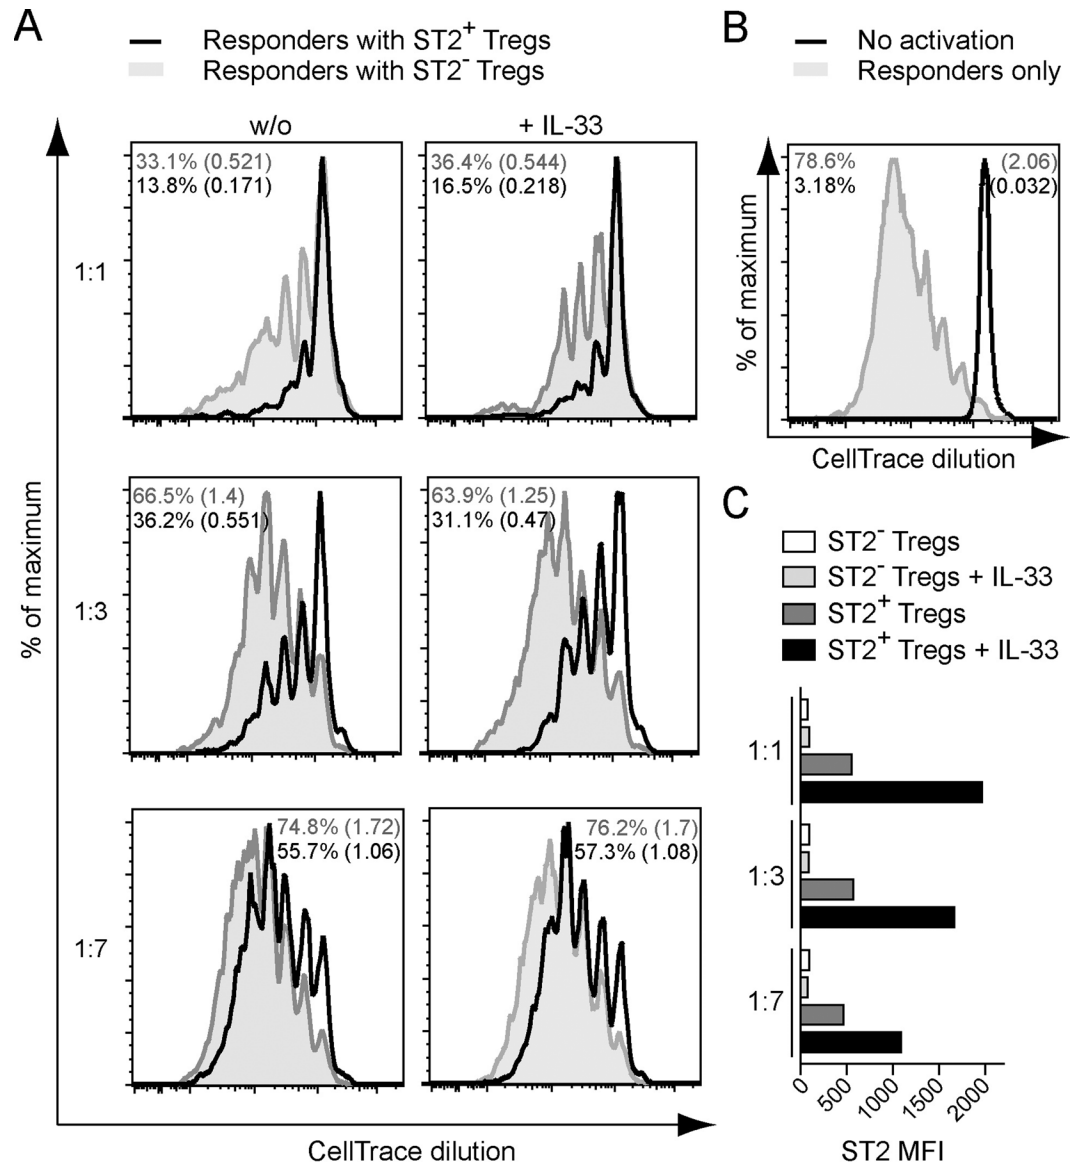 A
Responders with ST2⁺ Tregs
Responders with ST2⁻ Tregs
w/o
+ IL-33
33.1% (0.521)
13.8% (0.171)
36.4% (0.544)
16.5% (0.218)
1:1
66.5% (1.4)
36.2% (0.551)
63.9% (1.25)
31.1% (0.47)
1:3
74.8% (1.72)
55.7% (1.06)
76.2% (1.7)
57.3% (1.08)
1:7
% of maximum
CellTrace dilution
B
No activation
Responders only
78.6% (2.06)
3.18% (0.032)
% of maximum
CellTrace dilution
C
ST2⁻ Tregs
ST2⁻ Tregs + IL-33
ST2⁺ Tregs
ST2⁺ Tregs + IL-33
1:1
1:3
1:7
0 500 1000 1500 2000
ST2 MFI